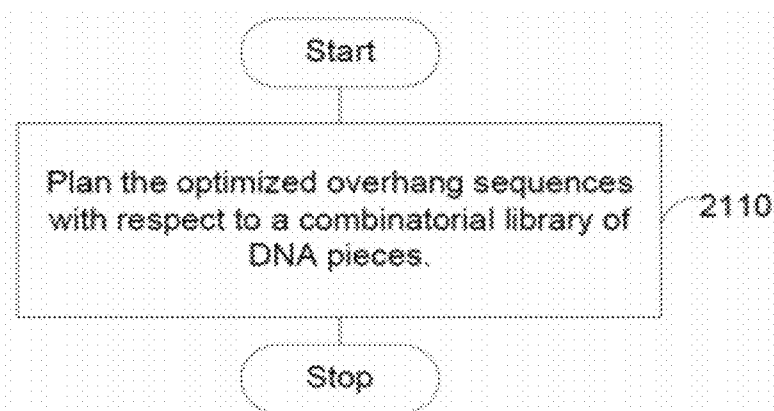 Start
Plan the optimized overhang sequences
with respect to a combinatorial library of
DNA pieces.
2110
Stop